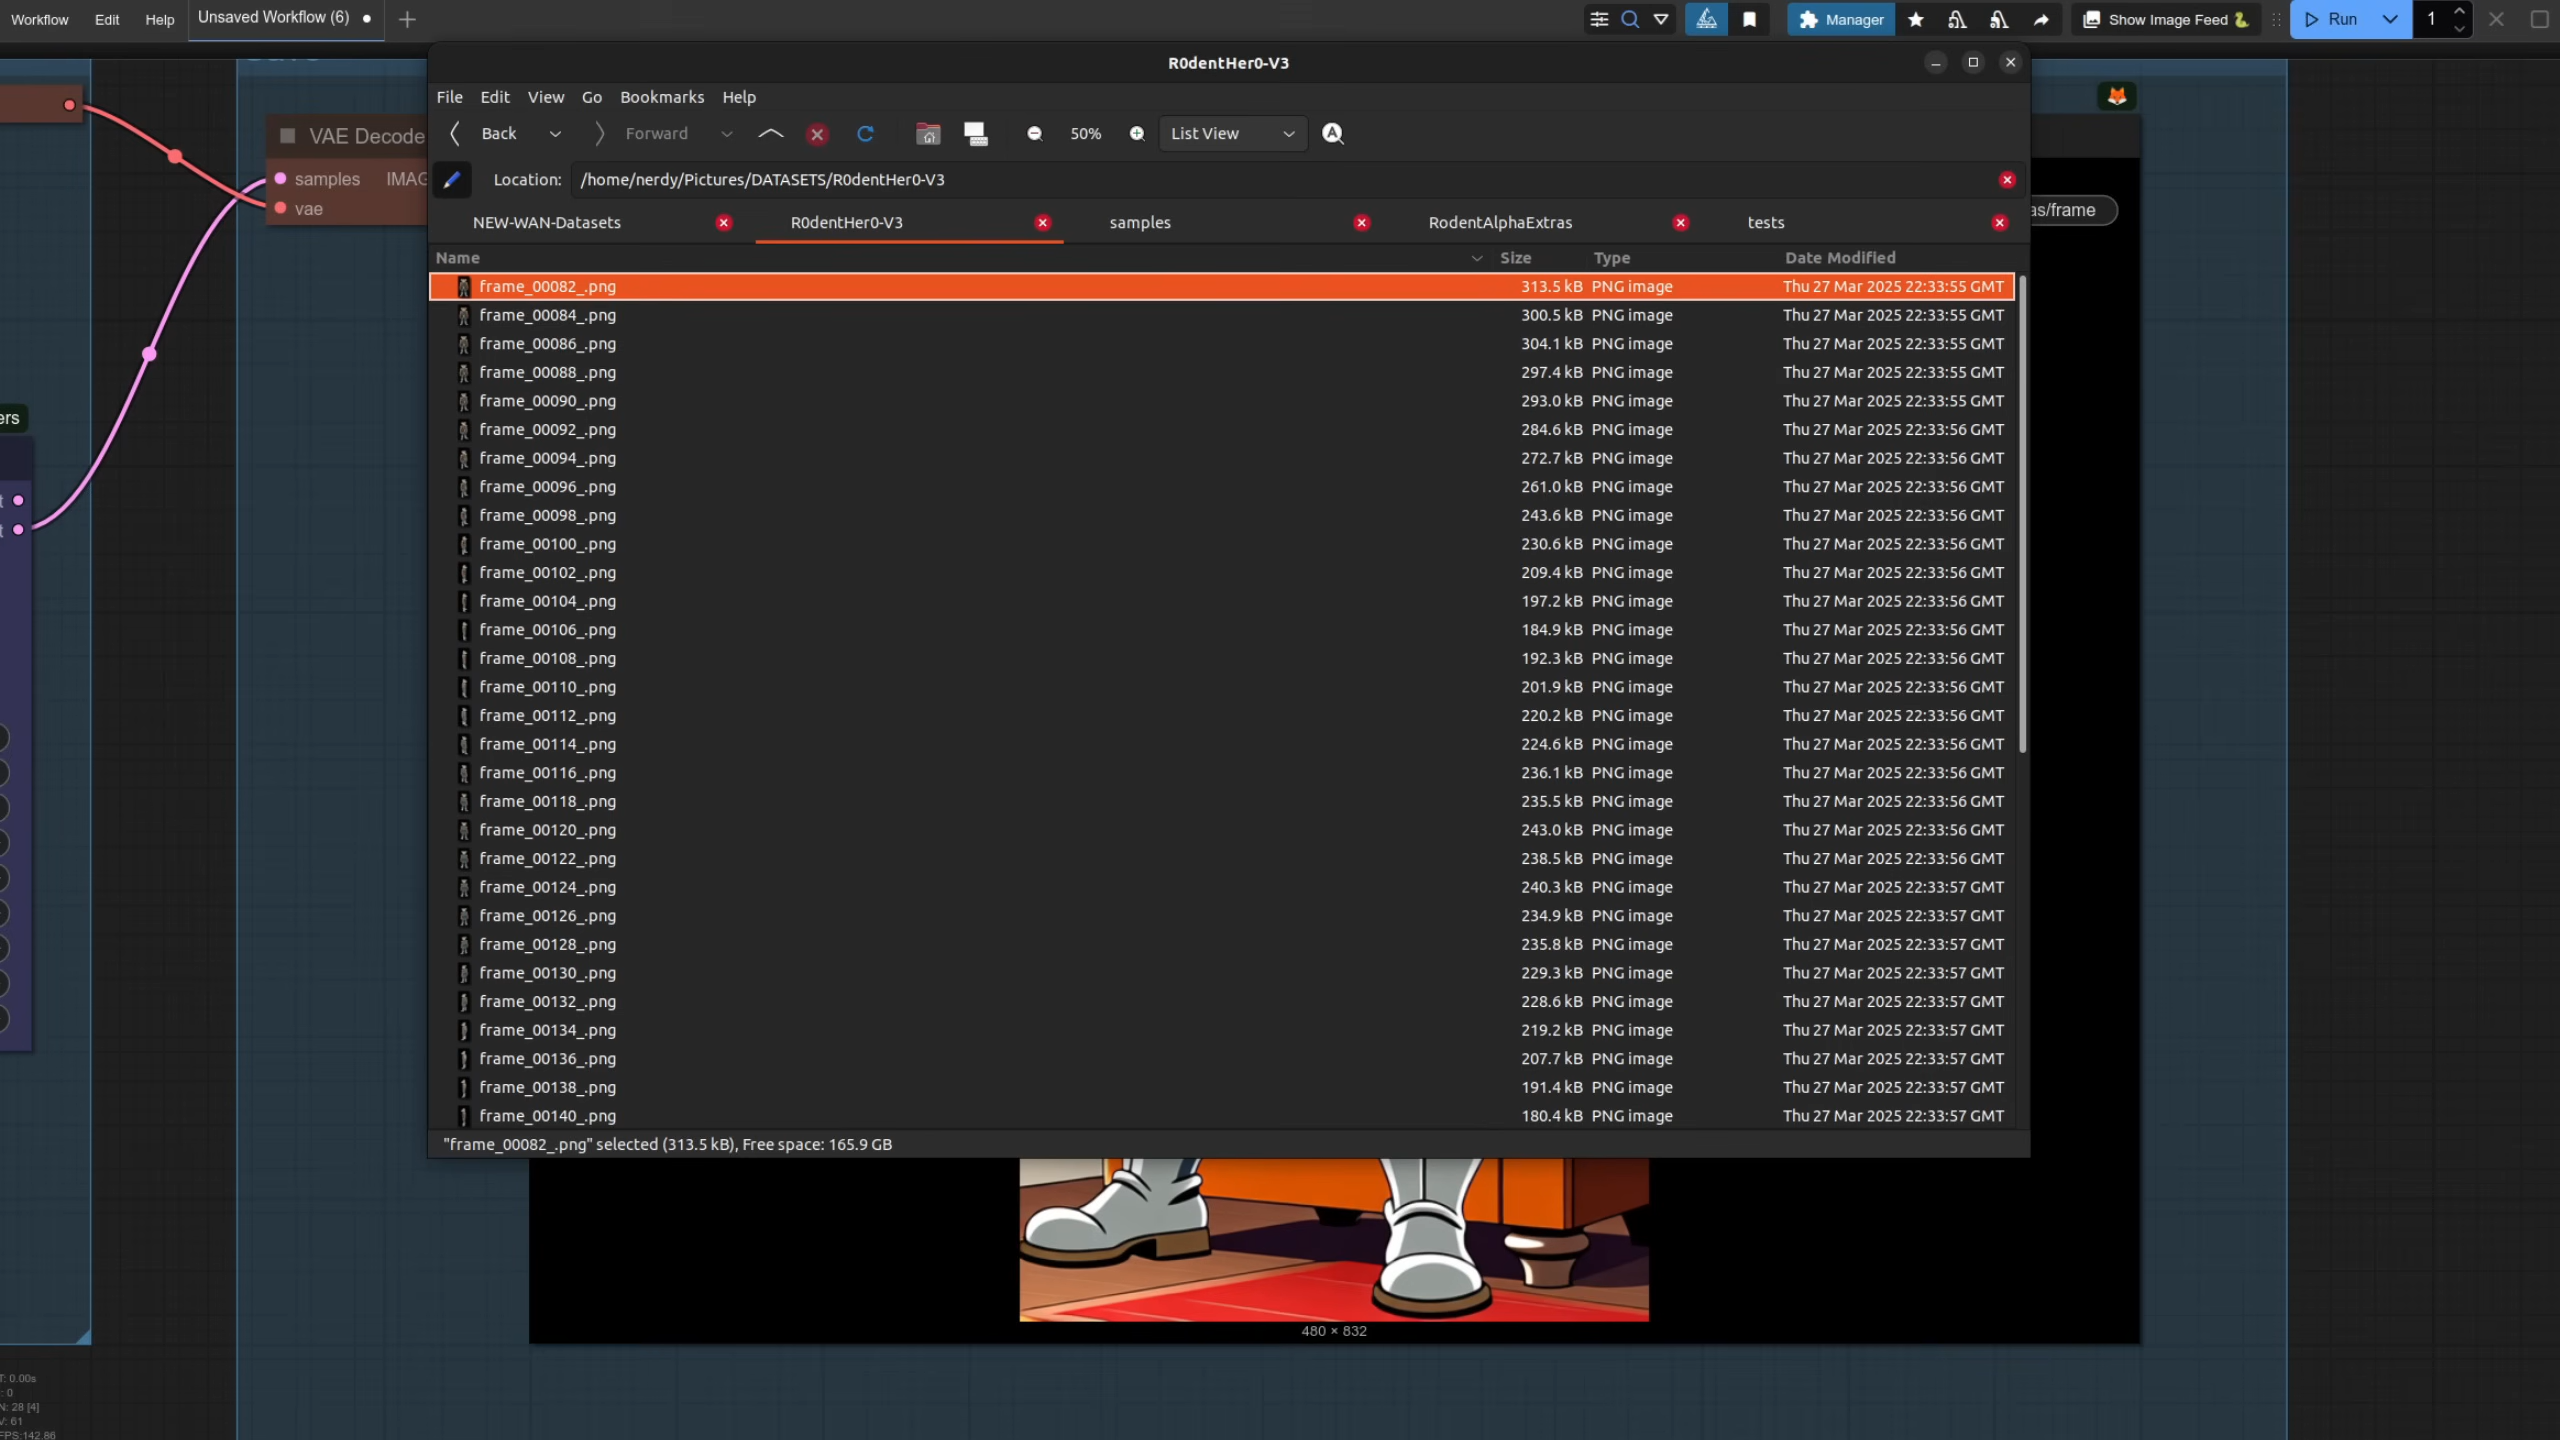 Workflow Edit Help Unsaved Workflow (6)
Manager Show Image Feed Run 1
R0dentHer0-V3
File Edit View Go Bookmarks Help
Back Forward 50% List View
Location: /home/nerdy/Pictures/DATASETS/R0dentHer0-V3
NEW-WAN-Datasets R0dentHer0-V3 samples RodentAlphaExtras tests
Name Size Type Date Modified
frame_00082_.png 313.5 kB PNG image Thu 27 Mar 2025 22:33:55 GMT
frame_00084_.png 300.5 kB PNG image Thu 27 Mar 2025 22:33:55 GMT
frame_00086_.png 304.1 kB PNG image Thu 27 Mar 2025 22:33:55 GMT
frame_00088_.png 297.4 kB PNG image Thu 27 Mar 2025 22:33:55 GMT
frame_00090_.png 293.0 kB PNG image Thu 27 Mar 2025 22:33:55 GMT
frame_00092_.png 284.6 kB PNG image Thu 27 Mar 2025 22:33:56 GMT
frame_00094_.png 272.7 kB PNG image Thu 27 Mar 2025 22:33:56 GMT
frame_00096_.png 261.0 kB PNG image Thu 27 Mar 2025 22:33:56 GMT
frame_00098_.png 243.6 kB PNG image Thu 27 Mar 2025 22:33:56 GMT
frame_00100_.png 230.6 kB PNG image Thu 27 Mar 2025 22:33:56 GMT
frame_00102_.png 209.4 kB PNG image Thu 27 Mar 2025 22:33:56 GMT
frame_00104_.png 197.2 kB PNG image Thu 27 Mar 2025 22:33:56 GMT
frame_00106_.png 184.9 kB PNG image Thu 27 Mar 2025 22:33:56 GMT
frame_00108_.png 192.3 kB PNG image Thu 27 Mar 2025 22:33:56 GMT
frame_00110_.png 201.9 kB PNG image Thu 27 Mar 2025 22:33:56 GMT
frame_00112_.png 220.2 kB PNG image Thu 27 Mar 2025 22:33:56 GMT
frame_00114_.png 224.6 kB PNG image Thu 27 Mar 2025 22:33:56 GMT
frame_00116_.png 236.1 kB PNG image Thu 27 Mar 2025 22:33:56 GMT
frame_00118_.png 235.5 kB PNG image Thu 27 Mar 2025 22:33:56 GMT
frame_00120_.png 243.0 kB PNG image Thu 27 Mar 2025 22:33:56 GMT
frame_00122_.png 238.5 kB PNG image Thu 27 Mar 2025 22:33:56 GMT
frame_00124_.png 240.3 kB PNG image Thu 27 Mar 2025 22:33:57 GMT
frame_00126_.png 234.9 kB PNG image Thu 27 Mar 2025 22:33:57 GMT
frame_00128_.png 235.8 kB PNG image Thu 27 Mar 2025 22:33:57 GMT
frame_00130_.png 229.3 kB PNG image Thu 27 Mar 2025 22:33:57 GMT
frame_00132_.png 228.6 kB PNG image Thu 27 Mar 2025 22:33:57 GMT
frame_00134_.png 219.2 kB PNG image Thu 27 Mar 2025 22:33:57 GMT
frame_00136_.png 207.7 kB PNG image Thu 27 Mar 2025 22:33:57 GMT
frame_00138_.png 191.4 kB PNG image Thu 27 Mar 2025 22:33:57 GMT
frame_00140_.png 180.4 kB PNG image Thu 27 Mar 2025 22:33:57 GMT
"frame_00082_.png" selected (313.5 kB), Free space: 165.9 GB
VAE Decode
samples IMAG
vae
as/frame
ers
480 × 832
T: 0.00s
: 0
N: 28 [4]
V: 61
FPS:142.86